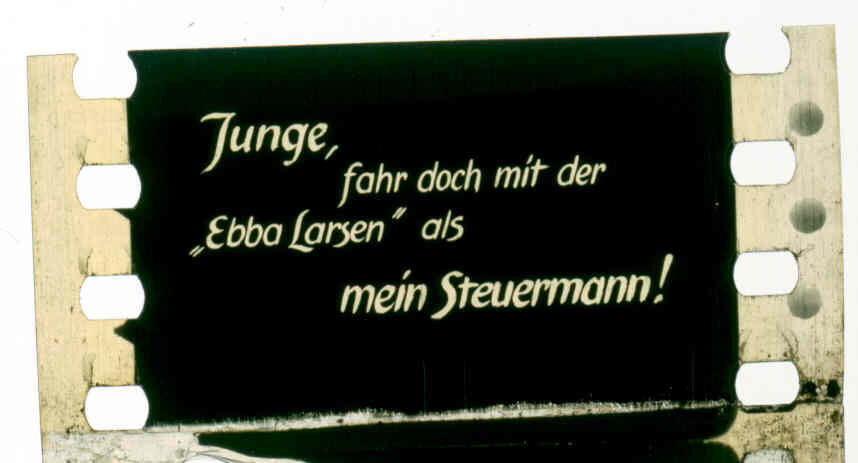 Junge,
fahr doch mit der
„Ebba Larsen" als
mein Steuermann!